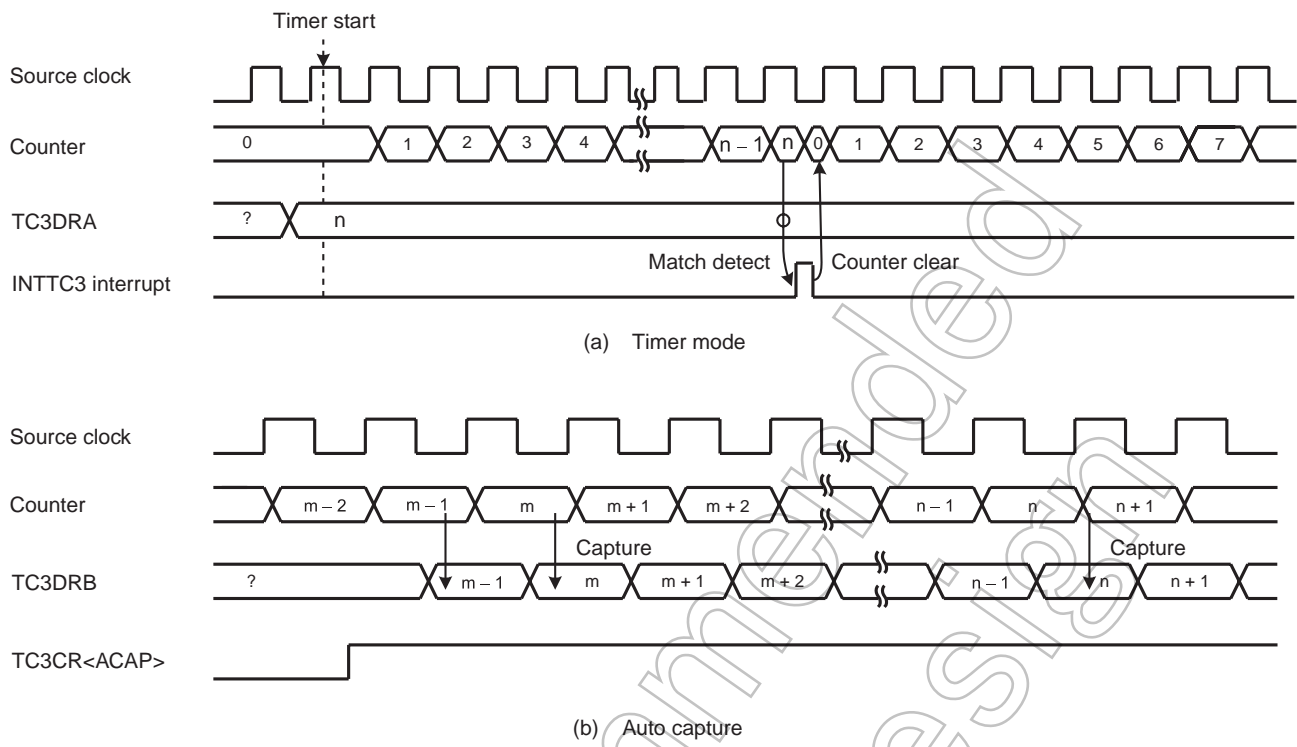 Timer start
Source clock
Counter
0 1 2 3 4 n – 1 n 0 1 2 3 4 5 6 7
TC3DRA
? n
Match detect Counter clear
INTTC3 interrupt
(a) Timer mode
Source clock
Counter
m – 2 m – 1 m m + 1 m + 2 n – 1 n n + 1
Capture Capture
TC3DRB
? m – 1 m m + 1 m + 2 n – 1 n n + 1
TC3CR<ACAP>
(b) Auto capture